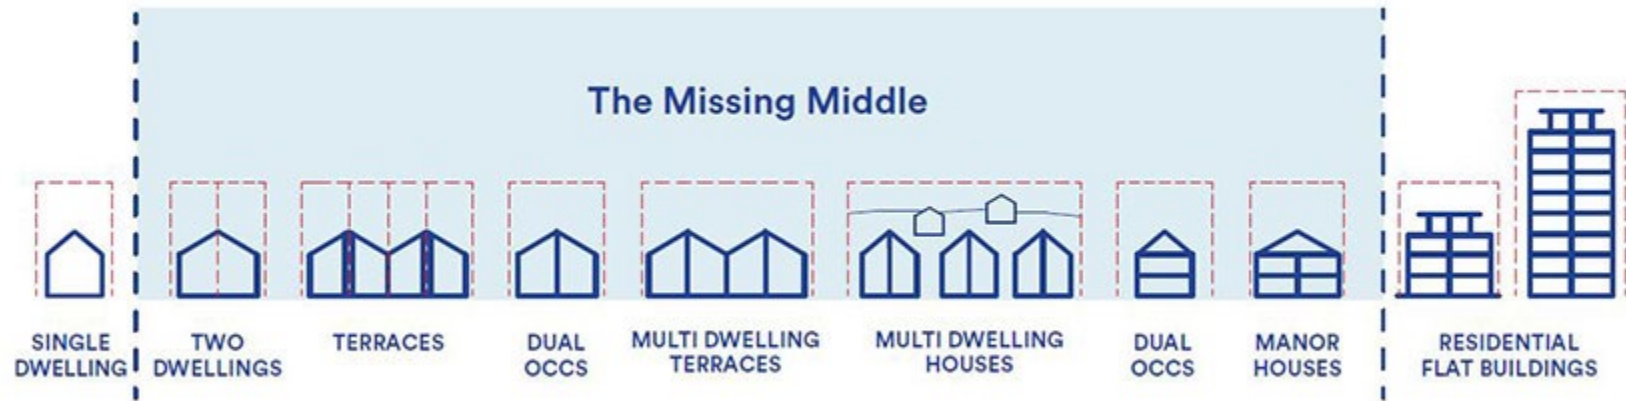 The Missing Middle
SINGLE
DWELLING
TWO
DWELLINGS
TERRACES
DUAL
OCCS
MULTI DWELLING
TERRACES
MULTI DWELLING
HOUSES
DUAL
OCCS
MANOR
HOUSES
RESIDENTIAL
FLAT BUILDINGS